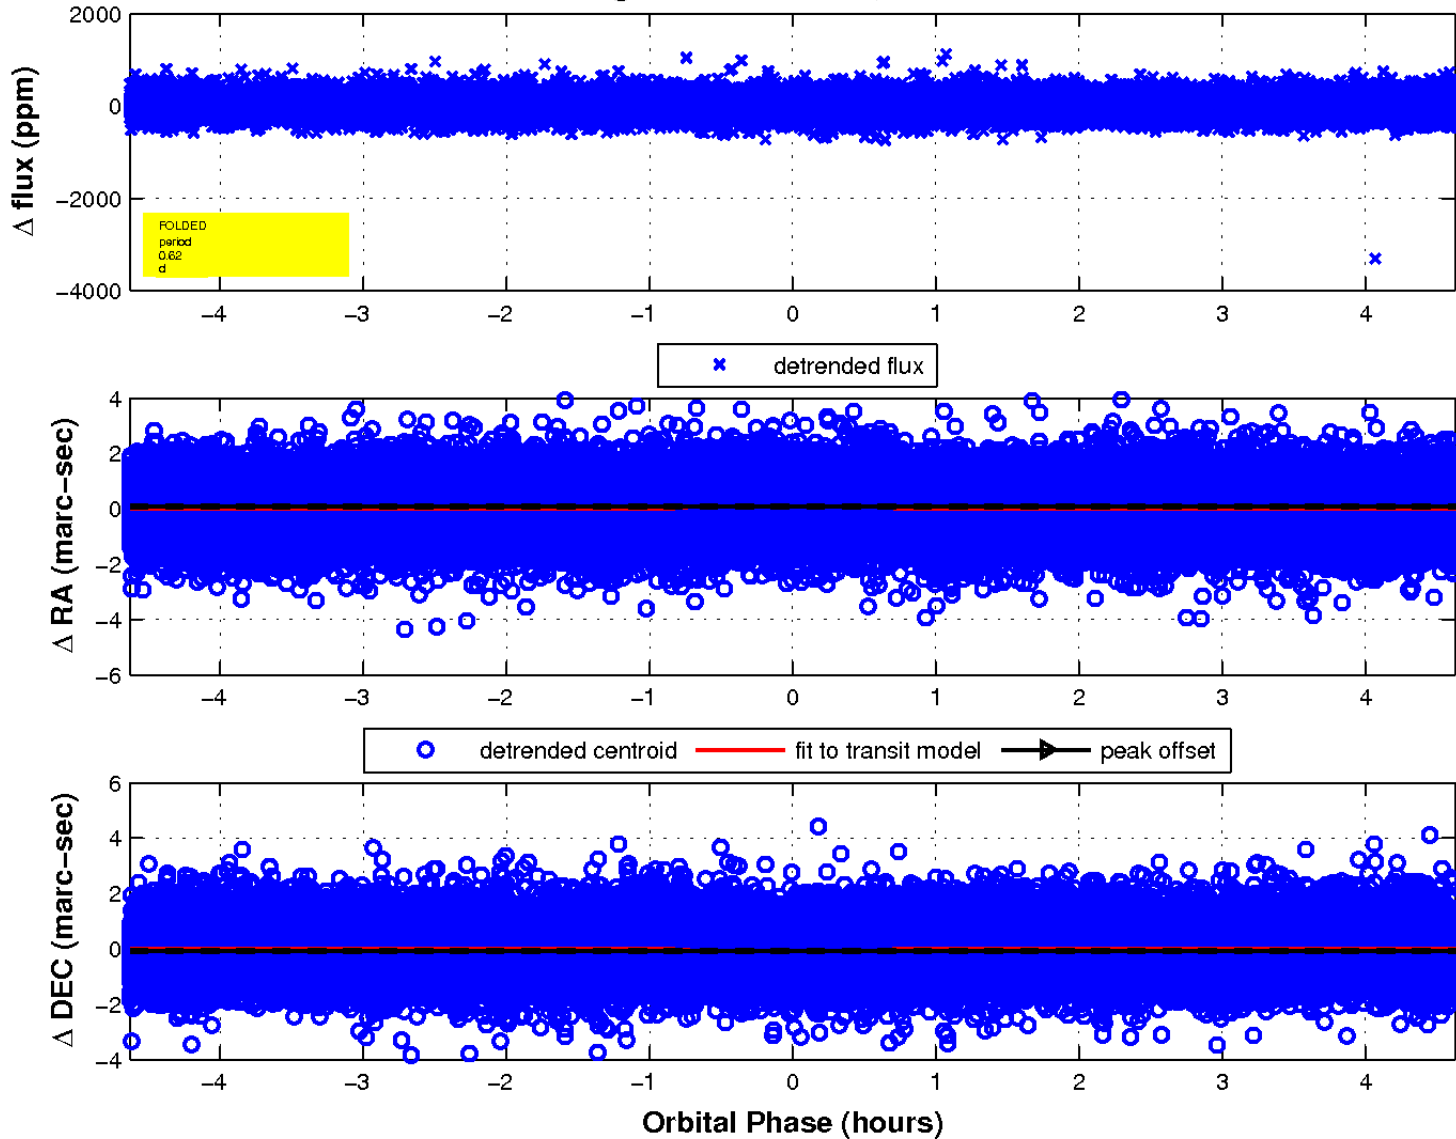 2000
0
−2000
−4000
Δ flux (ppm)
FOLDED
period
0.62
d
−4 −3 −2 −1 0 1 2 3 4
detrended flux
4
2
0
−2
−4
−6
Δ RA (marc−sec)
−4 −3 −2 −1 0 1 2 3 4
detrended centroid fit to transit model peak offset
6
4
2
0
−2
−4
Δ DEC (marc−sec)
−4 −3 −2 −1 0 1 2 3 4
Orbital Phase (hours)